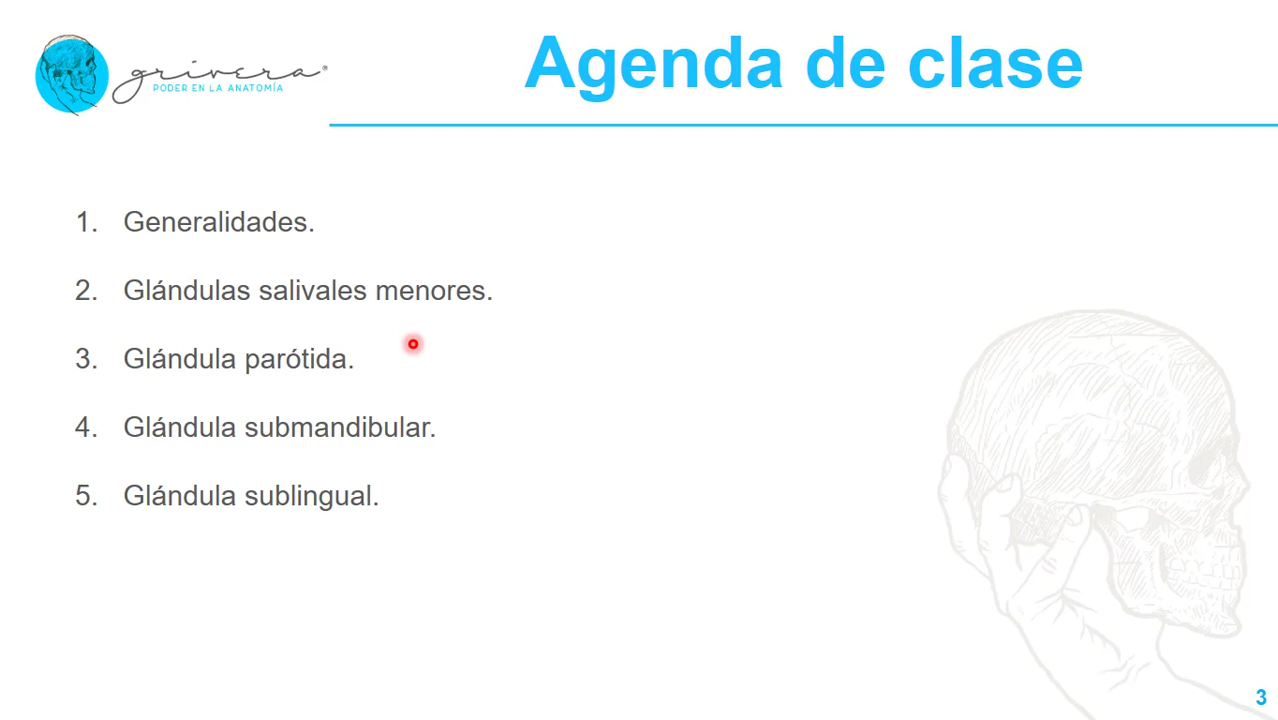 grivera®
PODER EN LA ANATOMÍA
Agenda de clase
1. Generalidades.
2. Glándulas salivales menores.
3. Glándula parótida.
4. Glándula submandibular.
5. Glándula sublingual.
3